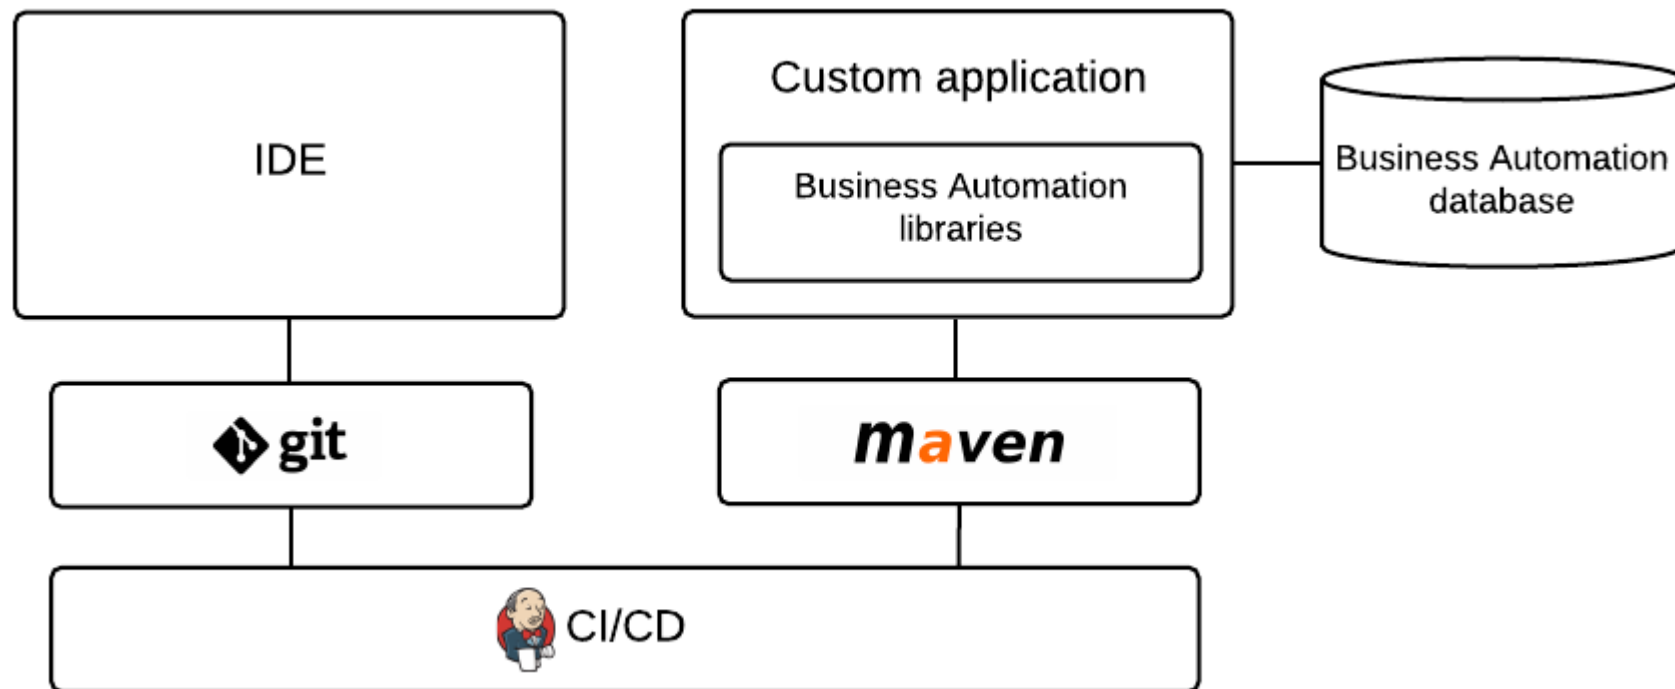 IDE
Custom application
Business Automation
libraries
Business Automation
database
git
maven
CI/CD